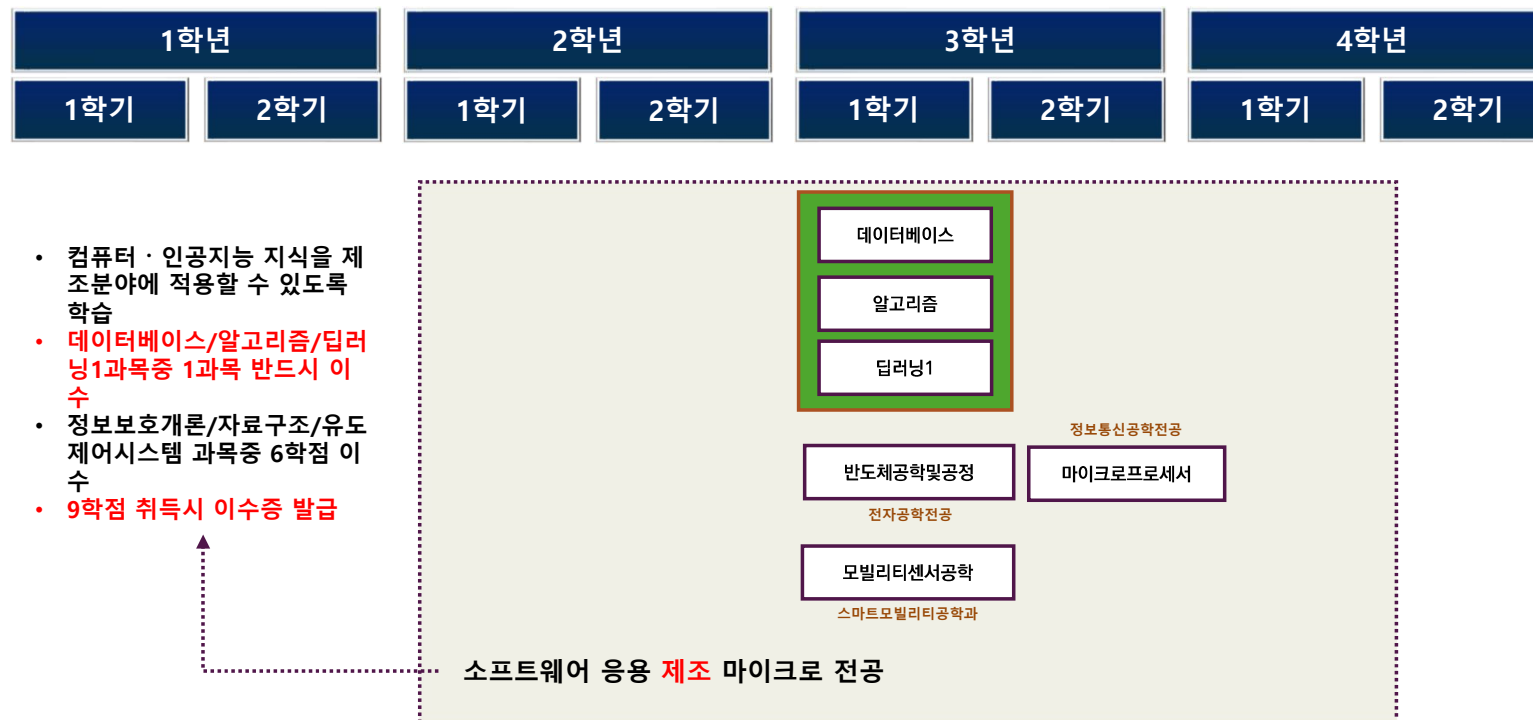 1학년 2학년 3학년 4학년
1학기 2학기 1학기 2학기 1학기 2학기 1학기 2학기
• 컴퓨터 · 인공지능 지식을 제
조분야에 적용할 수 있도록
학습
• 데이터베이스/알고리즘/딥러
닝1과목중 1과목 반드시 이
수
• 정보보호개론/자료구조/유도
제어시스템 과목중 6학점 이
수
• 9학점 취득시 이수증 발급
데이터베이스
알고리즘
딥러닝1
정보통신공학전공
반도체공학및공정 마이크로프로세서
전자공학전공
모빌리티센서공학
스마트모빌리티공학과
소프트웨어 응용 제조 마이크로 전공